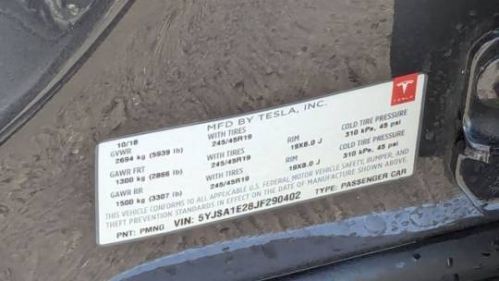 MFD BY TESLA, INC.
TESLA
10/18
GVWR WITH TIRES RIM COLD TIRE PRESSURE
2694 kg (5939 lb) 245/45R19 19X8.0 J 310 kPa, 45 psi
GAWR FRT WITH TIRES RIM COLD TIRE PRESSURE
1300 kg (2866 lb) 245/45R19 19X8.0 J 310 kPa, 45 psi
GAWR RR WITH TIRES
1500 kg (3307 lb) 245/45R19
THIS VEHICLE CONFORMS TO ALL APPLICABLE U.S. FEDERAL MOTOR VEHICLE SAFETY, BUMPER, AND
THEFT PREVENTION STANDARDS IN EFFECT ON THE DATE OF MANUFACTURE SHOWN ABOVE.
PNT: PMNG VIN: 5YJSA1E28JF290402 TYPE: PASSENGER CAR